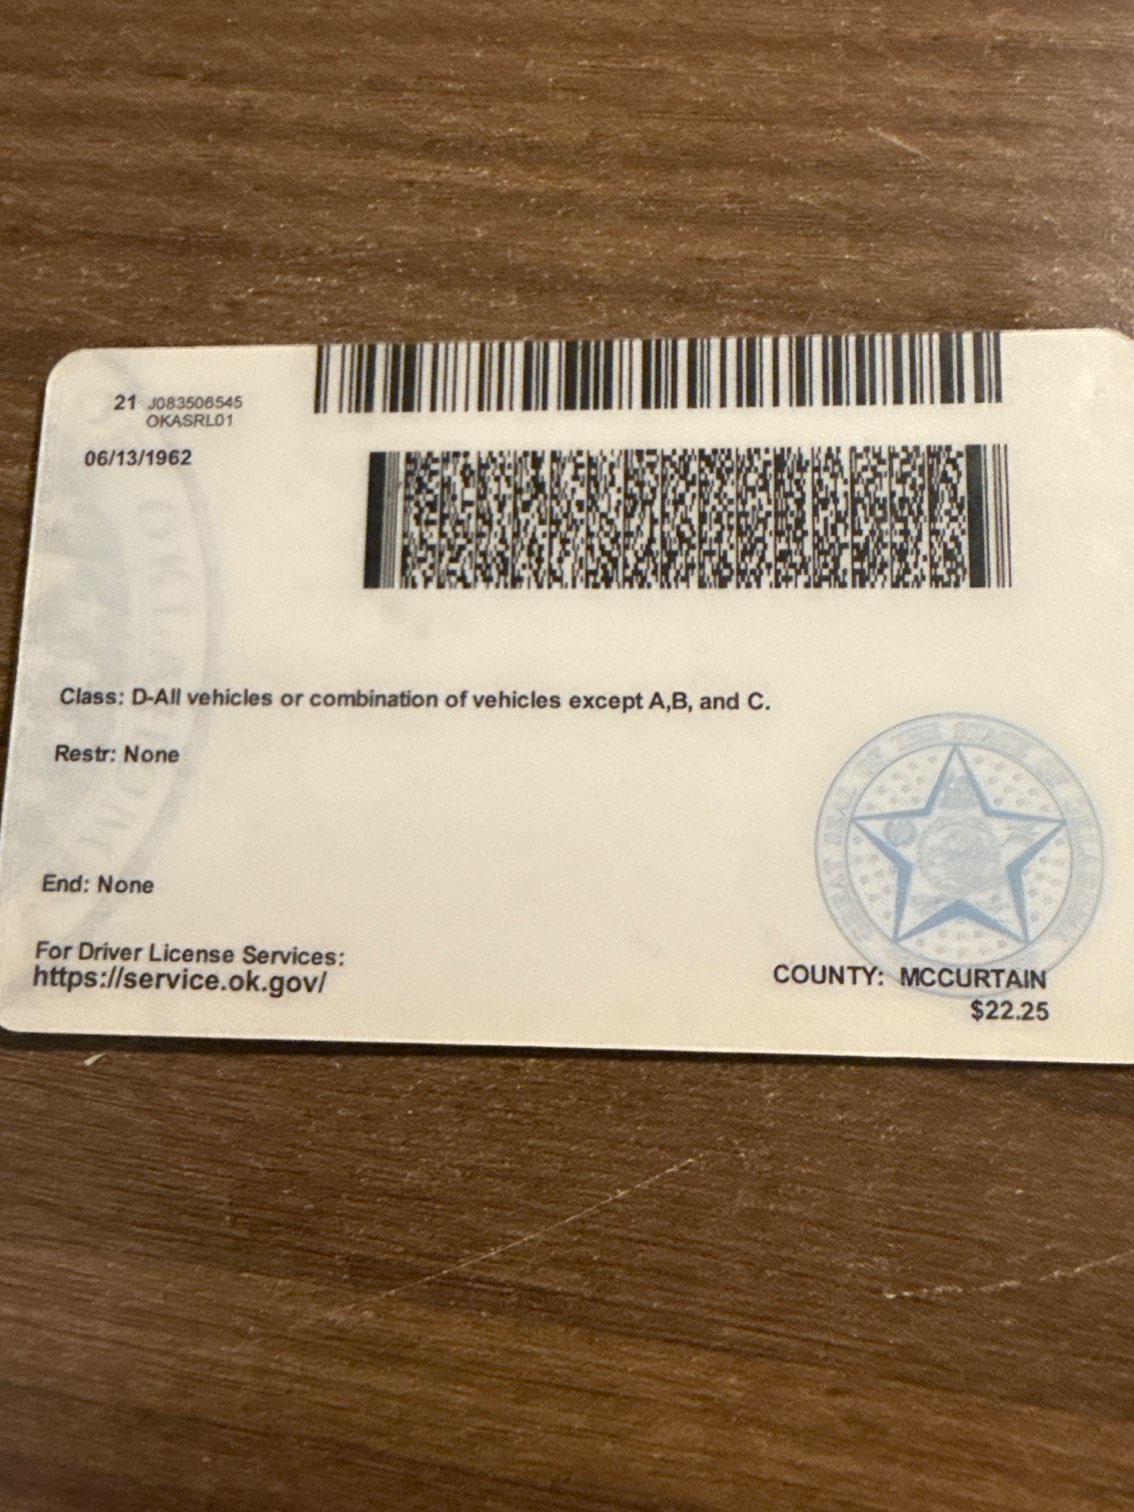 21 J083506545
OKASRL01
06/13/1962
Class: D-All vehicles or combination of vehicles except A,B, and C.
Restr: None
End: None
For Driver License Services:
https://service.ok.gov/
GREAT SEAL OF THE STATE OF OKLAHOMA
COUNTY: MCCURTAIN
$22.25